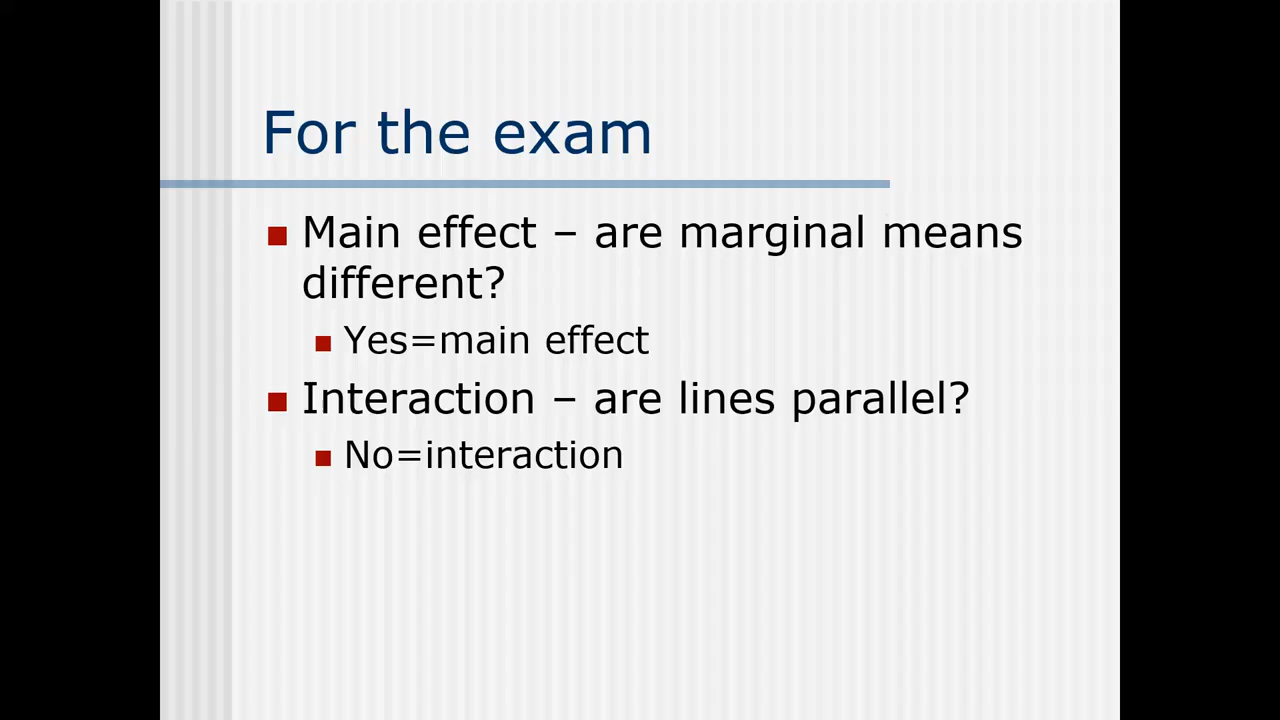 For the exam
Main effect – are marginal means
different?
Yes=main effect
Interaction – are lines parallel?
No=interaction